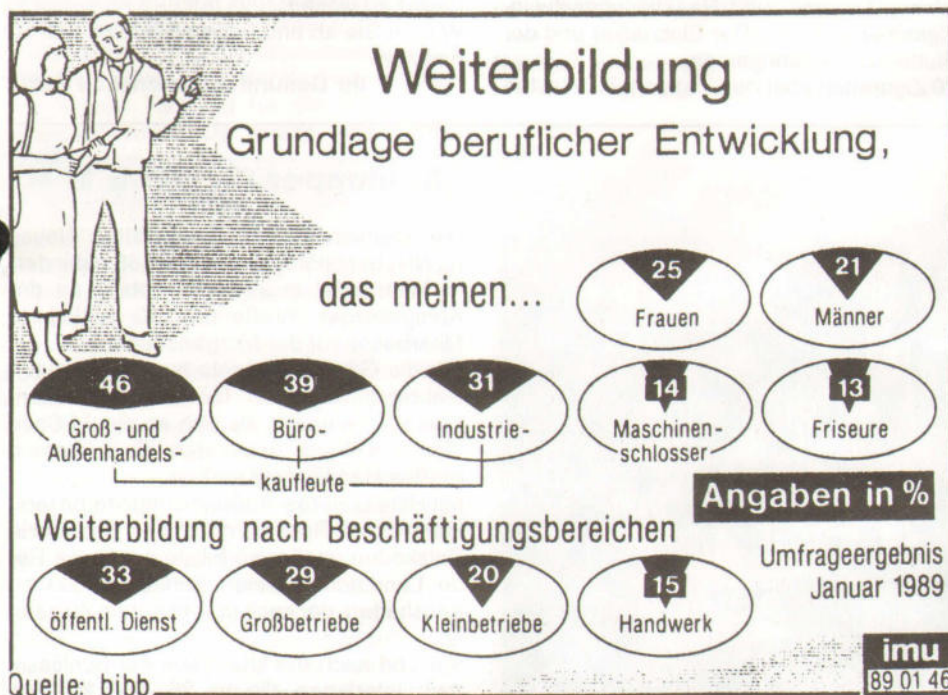 Weiterbildung
Grundlage beruflicher Entwicklung,
das meinen...
25
Frauen
21
Männer
46
Groß- und
Außenhandels-
39
Büro-
31
Industrie-
kaufleute
14
Maschinen-
schlosser
13
Friseure
Angaben in %
Weiterbildung nach Beschäftigungsbereichen
Umfrageergebnis
Januar 1989
33
öffentl. Dienst
29
Großbetriebe
20
Kleinbetriebe
15
Handwerk
Quelle: bibb
imu
89 01 46